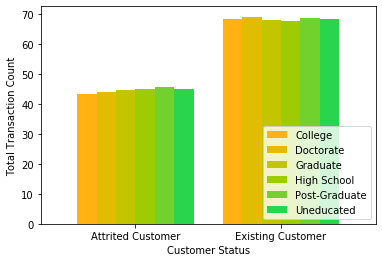 Total Transaction Count
70
60
50
40
30
20
10
0
College
Doctorate
Graduate
High School
Post-Graduate
Uneducated
Attrited Customer
Existing Customer
Customer Status